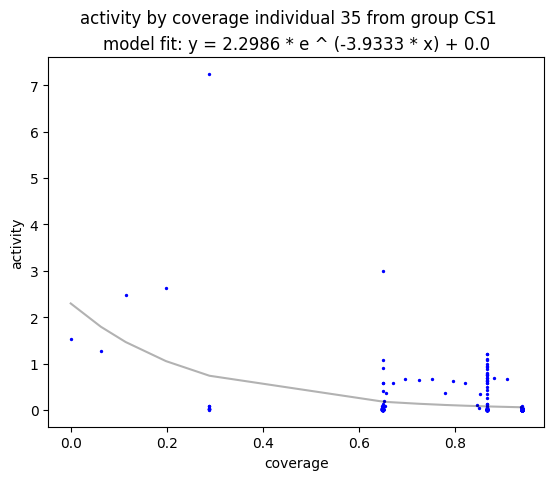 activity by coverage individual 35 from group CS1
model fit: y = 2.2986 * e ^ (-3.9333 * x) + 0.0
7
6
5
4
3
2
1
0
activity
0.0 0.2 0.4 0.6 0.8
coverage